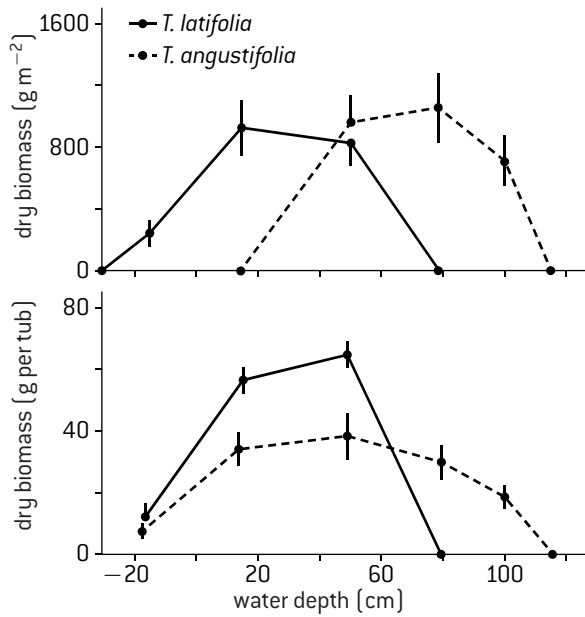 1600
T. latifolia
T. angustifolia
800
0
dry biomass (g m⁻²)
80
40
0
dry biomass (g per tub)
−20 20 60 100
water depth (cm)